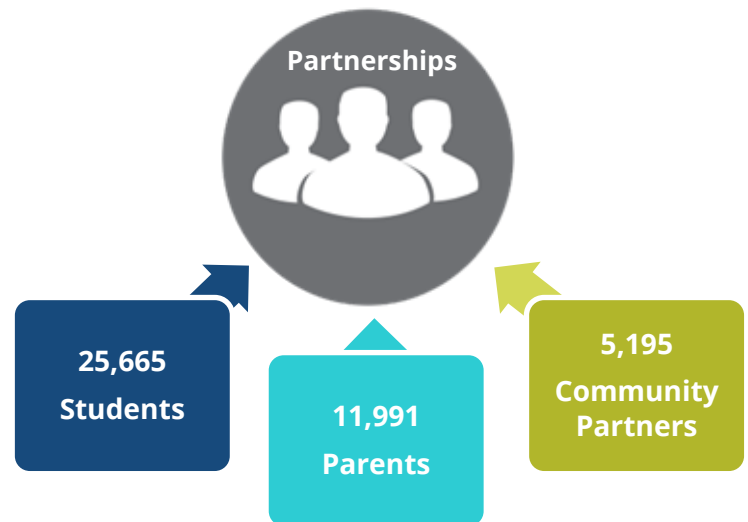 Partnerships
25,665
Students
11,991
Parents
5,195
Community
Partners